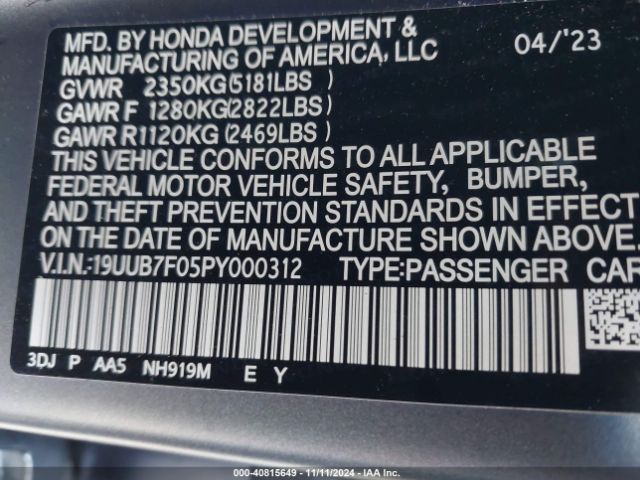 MFD. BY HONDA DEVELOPMENT & 04/'23
MANUFACTURING OF AMERICA, LLC
GVWR 2350KG(5181LBS)
GAWR F 1280KG(2822LBS)
GAWR R1120KG(2469LBS)
THIS VEHICLE CONFORMS TO ALL APPLICABLE
FEDERAL MOTOR VEHICLE SAFETY, BUMPER,
AND THEFT PREVENTION STANDARDS IN EFFECT
ON THE DATE OF MANUFACTURE SHOWN ABOVE
V.I.N.:19UUB7F05PY000312 TYPE:PASSENGER CAR
3DJ P AA5 NH919M E Y
000-40815649 - 11/11/2024 - IAA Inc.